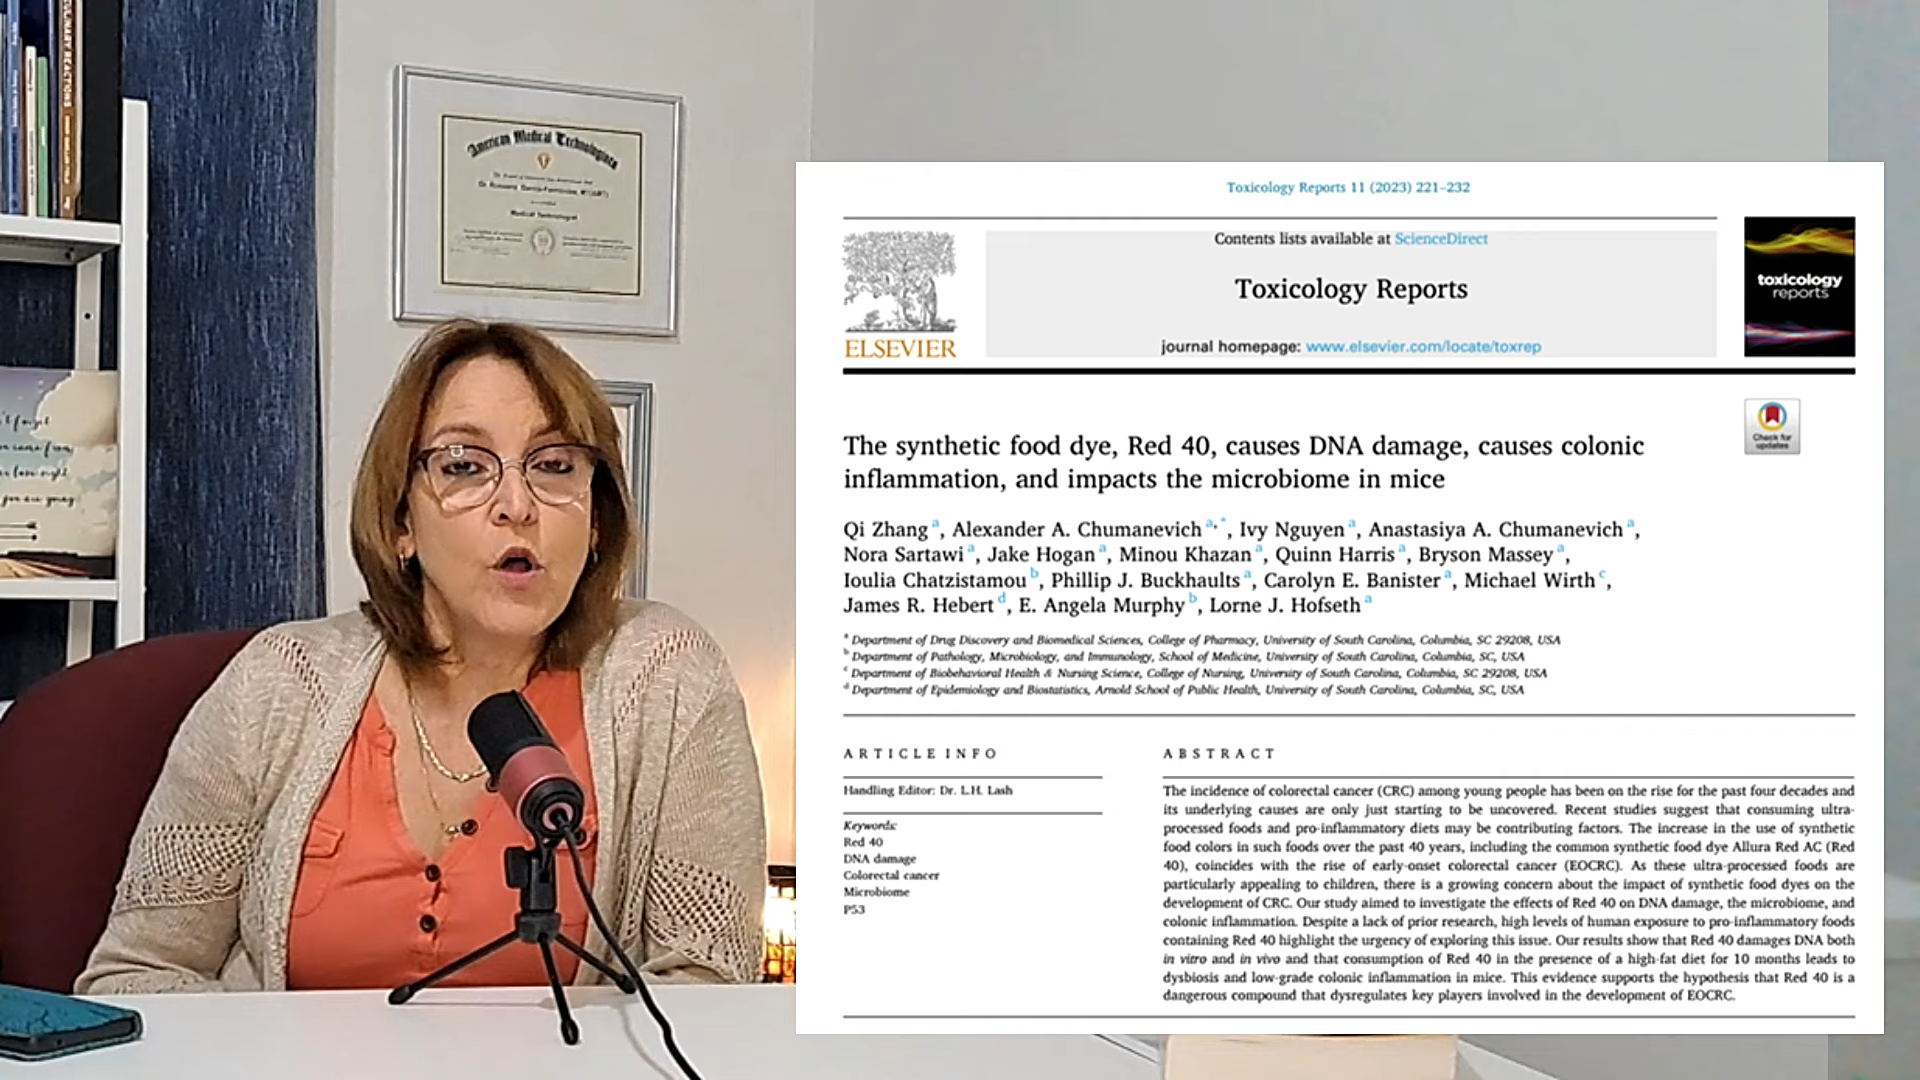 CULINARY REACTIONS
American Medical Technologists
Medical Technologist
Toxicology Reports 11 (2023) 221–232
Contents lists available at ScienceDirect
Toxicology Reports
journal homepage: www.elsevier.com/locate/toxrep
ELSEVIER
toxicology
reports
Check for
updates
The synthetic food dye, Red 40, causes DNA damage, causes colonic
inflammation, and impacts the microbiome in mice
Qi Zhang a, Alexander A. Chumanevich a,*, Ivy Nguyen a, Anastasiya A. Chumanevich a,
Nora Sartawi a, Jake Hogan a, Minou Khazan a, Quinn Harris a, Bryson Massey a,
Ioulia Chatzistamou b, Phillip J. Buckhaults a, Carolyn E. Banister a, Michael Wirth c,
James R. Hebert d, E. Angela Murphy b, Lorne J. Hofseth a
a Department of Drug Discovery and Biomedical Sciences, College of Pharmacy, University of South Carolina, Columbia, SC 29208, USA
b Department of Pathology, Microbiology, and Immunology, School of Medicine, University of South Carolina, Columbia, SC, USA
c Department of Biobehavioral Health & Nursing Science, College of Nursing, University of South Carolina, Columbia, SC 29208, USA
d Department of Epidemiology and Biostatistics, Arnold School of Public Health, University of South Carolina, Columbia, SC, USA
ARTICLE INFO
Handling Editor: Dr. L.H. Lash
Keywords:
Red 40
DNA damage
Colorectal cancer
Microbiome
P53
ABSTRACT
The incidence of colorectal cancer (CRC) among young people has been on the rise for the past four decades and
its underlying causes are only just starting to be uncovered. Recent studies suggest that consuming ultra-
processed foods and pro-inflammatory diets may be contributing factors. The increase in the use of synthetic
food colors in such foods over the past 40 years, including the common synthetic food dye Allura Red AC (Red
40), coincides with the rise of early-onset colorectal cancer (EOCRC). As these ultra-processed foods are
particularly appealing to children, there is a growing concern about the impact of synthetic food dyes on the
development of CRC. Our study aimed to investigate the effects of Red 40 on DNA damage, the microbiome, and
colonic inflammation. Despite a lack of prior research, high levels of human exposure to pro-inflammatory foods
containing Red 40 highlight the urgency of exploring this issue. Our results show that Red 40 damages DNA both
in vitro and in vivo and that consumption of Red 40 in the presence of a high-fat diet for 10 months leads to
dysbiosis and low-grade colonic inflammation in mice. This evidence supports the hypothesis that Red 40 is a
dangerous compound that dysregulates key players involved in the development of EOCRC.